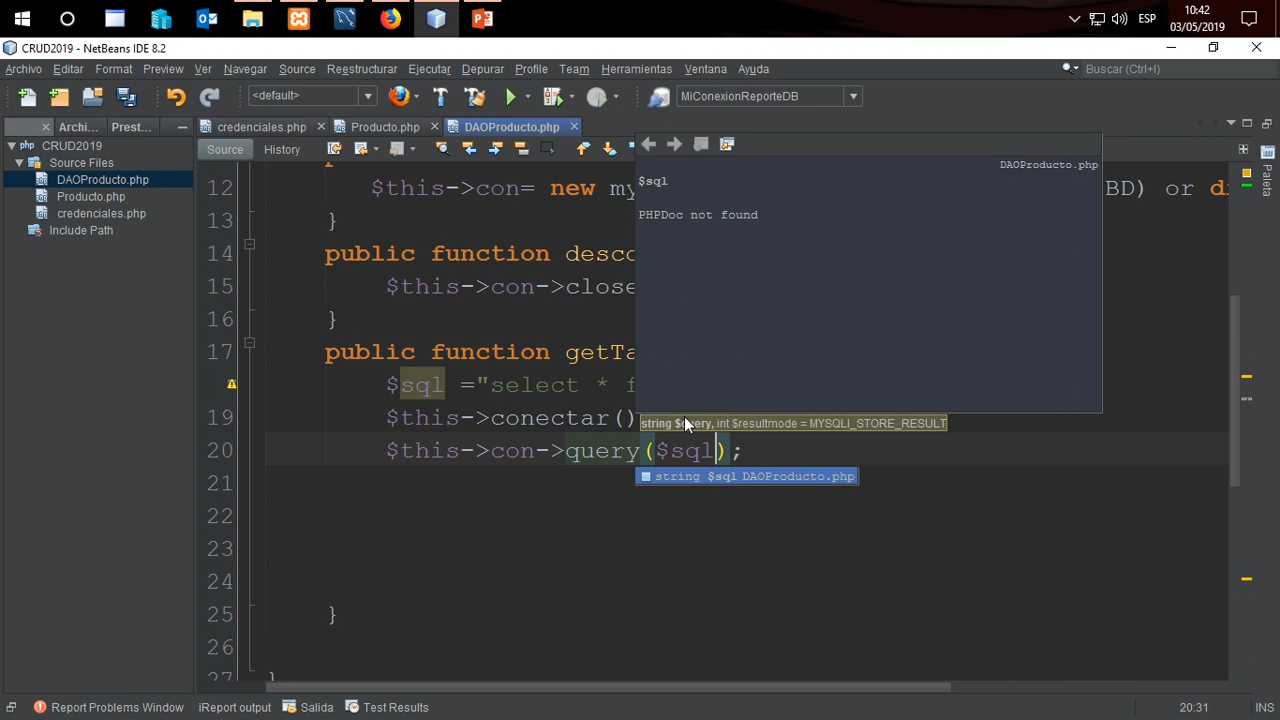 ESP
10:42
03/05/2019
CRUD2019 - NetBeans IDE 8.2
Archivo Editar Format Preview Ver Navegar Source Reestructurar Ejecutar Depurar Profile Team Herramientas Ventana Ayuda
Buscar (Ctrl+I)
<default>
MiConexionReporteDB
Archi... Prest...
credenciales.php Producto.php DAOProducto.php
CRUD2019
Source Files
DAOProducto.php
Producto.php
credenciales.php
Include Path
Source History
Paleta
DAOProducto.php
$sql
PHPDoc not found
12 $this->con= new my BD) or di
13 }
14 public function desco
15 $this->con->close
16 }
17 public function getTa
$sql ="select * f
19 $this->conectar()
string $query, int $resultmode = MYSQLI_STORE_RESULT
20 $this->con->query($sql);
string $sql DAOProducto.php
21
22
23
24
25 }
26
27
Report Problems Window iReport output Salida Test Results
20:31 INS